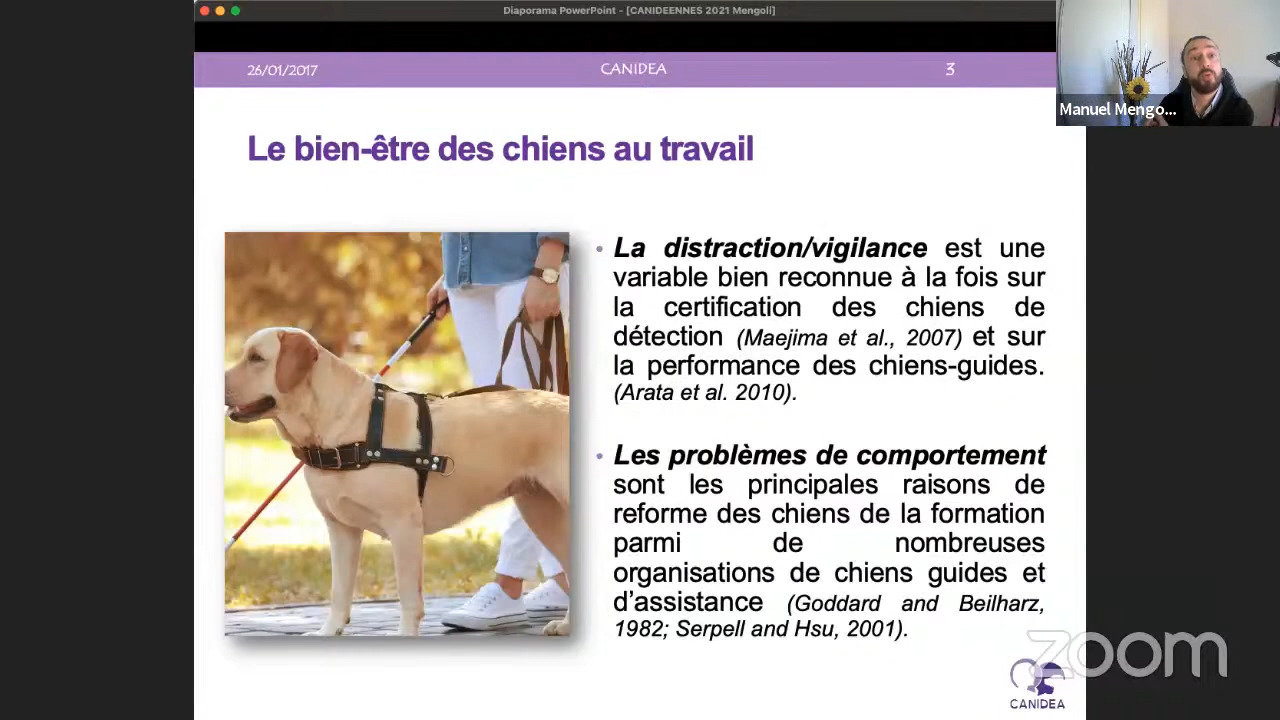 Diaporama PowerPoint - [CANIDEENNES 2021 Mengoli]
26/01/2017
CANIDEA
3
Manuel Mengo...
Le bien-être des chiens au travail
• La distraction/vigilance est une
variable bien reconnue à la fois sur
la certification des chiens de
détection (Maejima et al., 2007) et sur
la performance des chiens-guides.
(Arata et al. 2010).
• Les problèmes de comportement
sont les principales raisons de
reforme des chiens de la formation
parmi de nombreuses
organisations de chiens guides et
d'assistance (Goddard and Beilharz,
1982; Serpell and Hsu, 2001).
zoom
CANIDEA